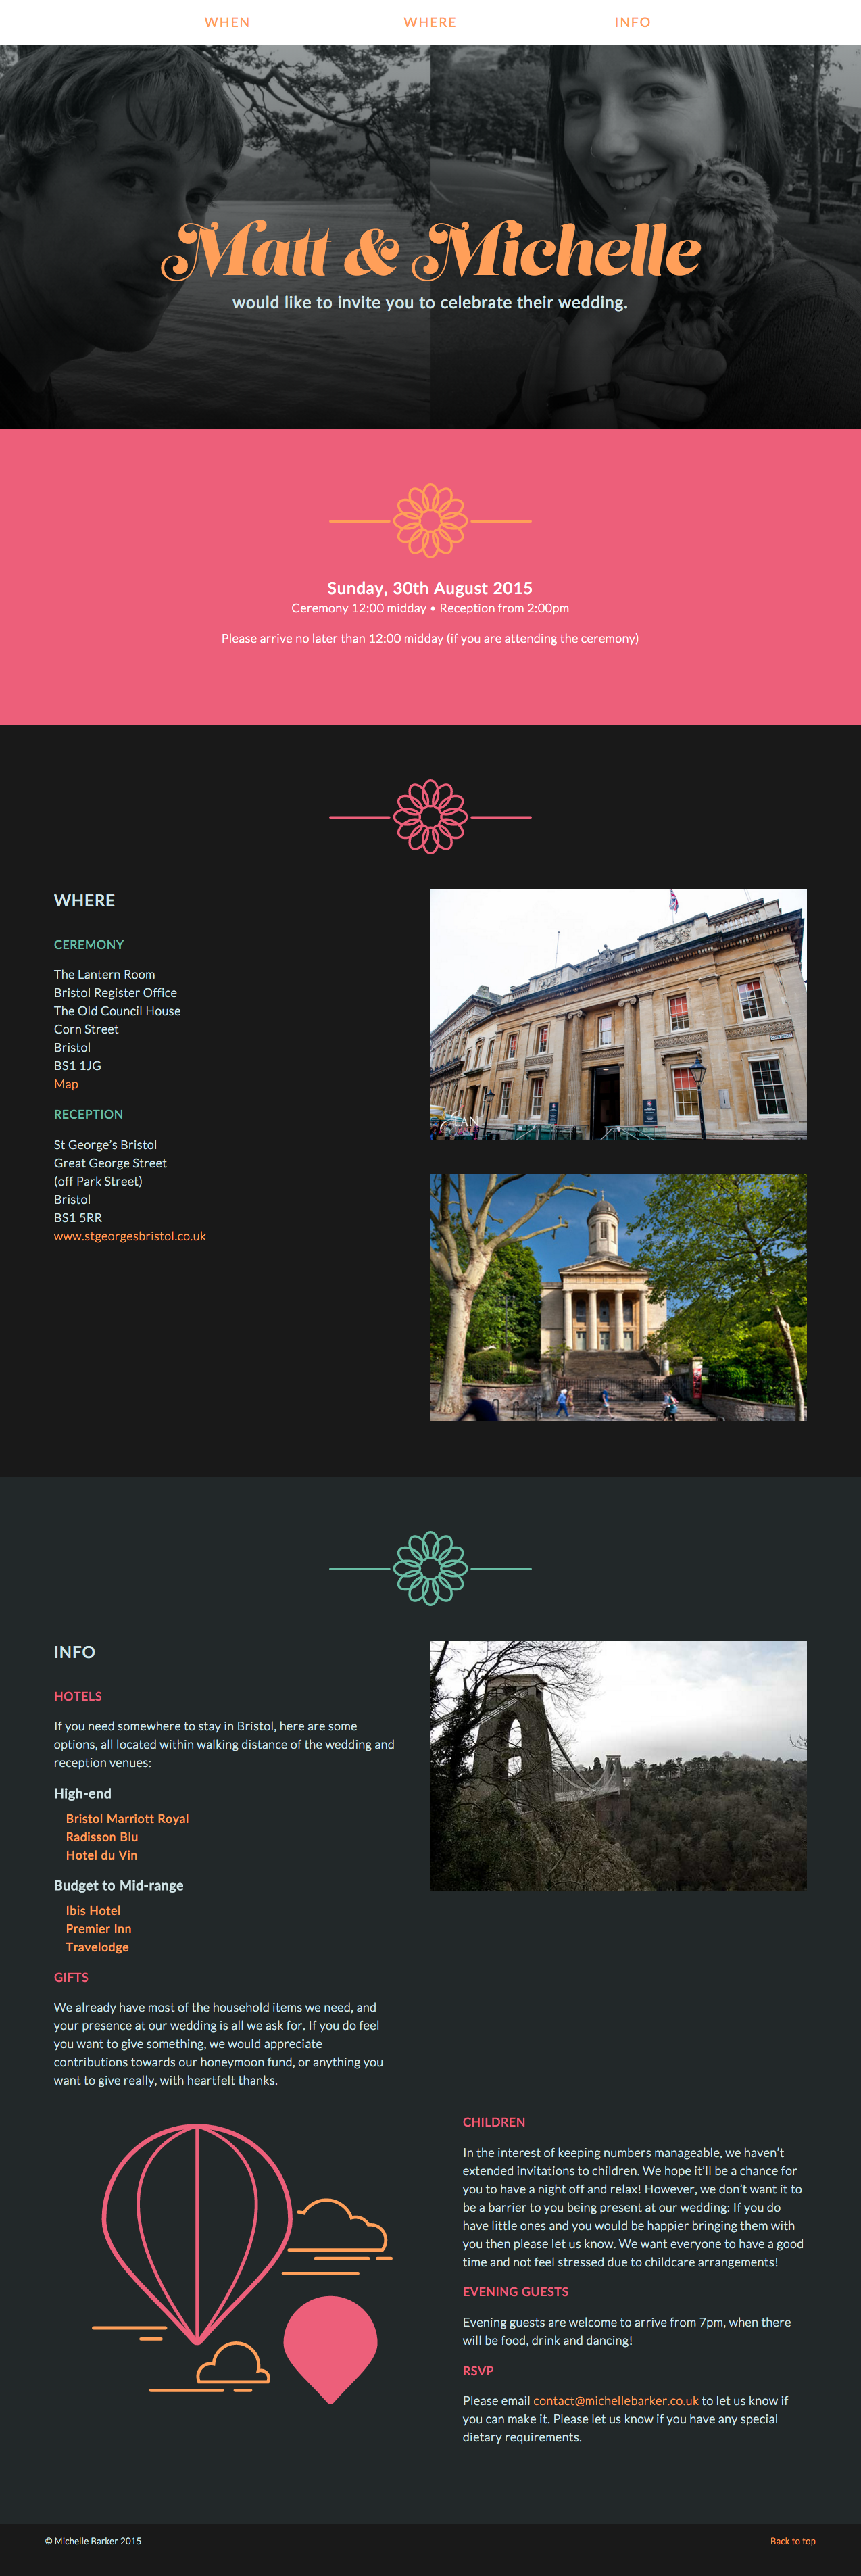 WHEN WHERE INFO
Matt & Michelle
would like to invite you to celebrate their wedding.
Sunday, 30th August 2015
Ceremony 12:00 midday • Reception from 2:00pm
Please arrive no later than 12:00 midday (if you are attending the ceremony)
WHERE
CEREMONY
The Lantern Room
Bristol Register Office
The Old Council House
Corn Street
Bristol
BS1 1JG
Map
RECEPTION
St George's Bristol
Great George Street
(off Park Street)
Bristol
BS1 5RR
www.stgeorgesbristol.co.uk
INFO
HOTELS
If you need somewhere to stay in Bristol, here are some
options, all located within walking distance of the wedding and
reception venues:
High-end
Bristol Marriott Royal
Radisson Blu
Hotel du Vin
Budget to Mid-range
Ibis Hotel
Premier Inn
Travelodge
GIFTS
We already have most of the household items we need, and
your presence at our wedding is all we ask for. If you do feel
you want to give something, we would appreciate
contributions towards our honeymoon fund, or anything you
want to give really, with heartfelt thanks.
CHILDREN
In the interest of keeping numbers manageable, we haven't
extended invitations to children. We hope it'll be a chance for
you to have a night off and relax! However, we don't want it to
be a barrier to you being present at our wedding: If you do
have little ones and you would be happier bringing them with
you then please let us know. We want everyone to have a good
time and not feel stressed due to childcare arrangements!
EVENING GUESTS
Evening guests are welcome to arrive from 7pm, when there
will be food, drink and dancing!
RSVP
Please email contact@michellebarker.co.uk to let us know if
you can make it. Please let us know if you have any special
dietary requirements.
© Michelle Barker 2015
Back to top